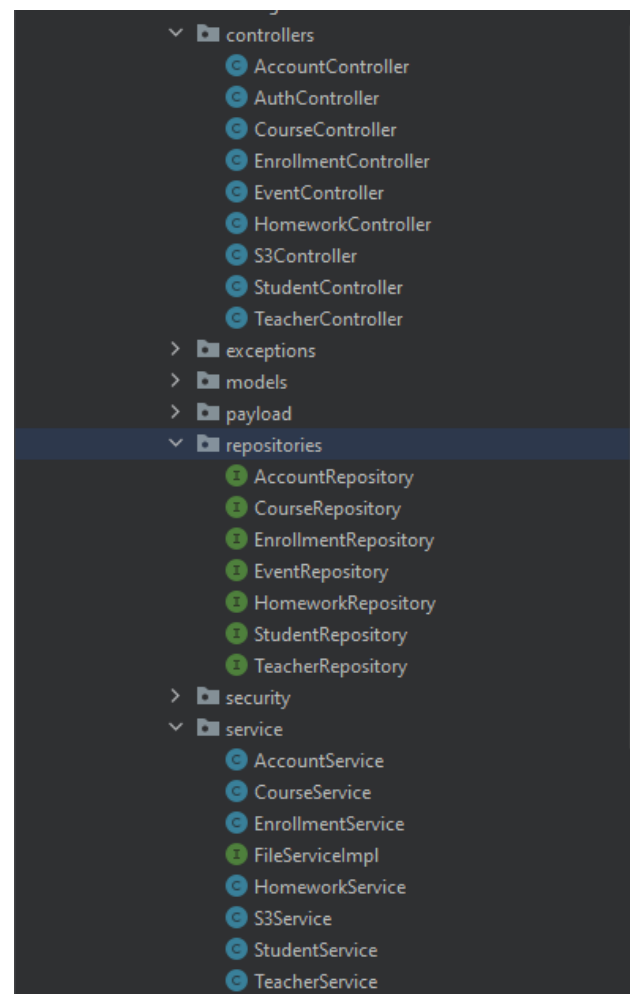 controllers
C AccountController
C AuthController
C CourseController
C EnrollmentController
C EventController
C HomeworkController
C S3Controller
C StudentController
C TeacherController
exceptions
models
payload
repositories
I AccountRepository
I CourseRepository
I EnrollmentRepository
I EventRepository
I HomeworkRepository
I StudentRepository
I TeacherRepository
security
service
C AccountService
C CourseService
C EnrollmentService
I FileServiceImpl
C HomeworkService
C S3Service
C StudentService
C TeacherService